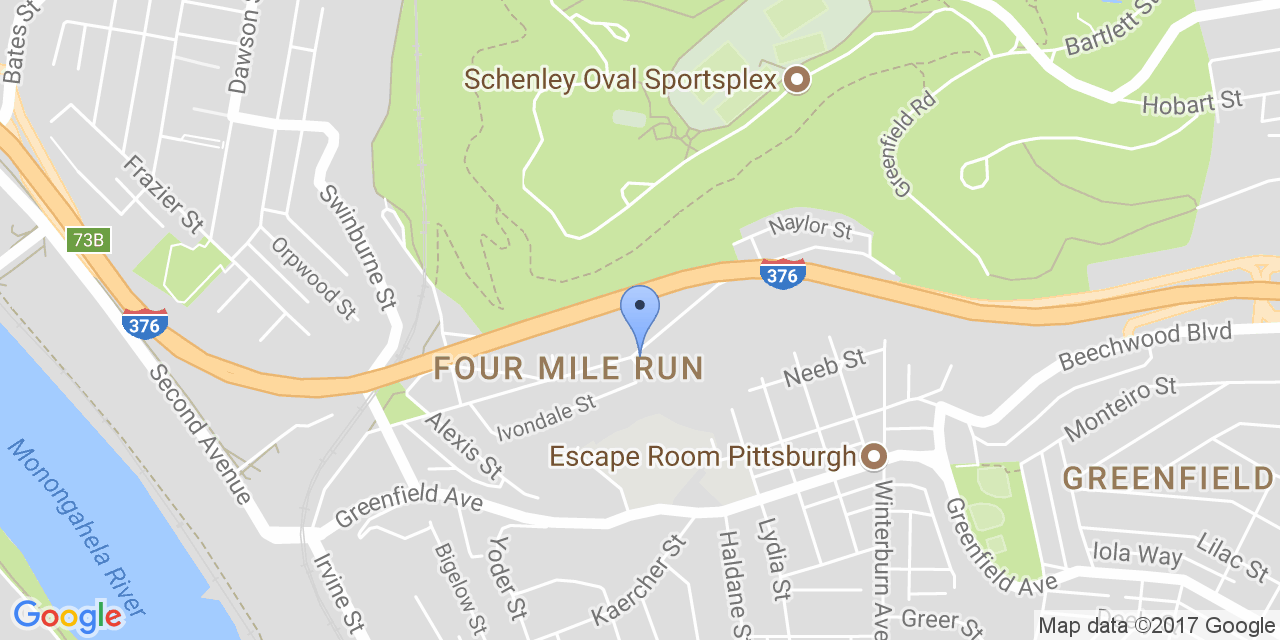 Bates St
Dawson S
Bartlett St
Schenley Oval Sportsplex
Hobart St
Greenfield Rd
Frazier St
Swinburne St
Naylor St
73B
Orpwood St
376
376
Beechwood Blvd
FOUR MILE RUN
Neeb St
Second Avenue
Alexis St
Ivondale St
Monteiro St
Escape Room Pittsburgh
GREENFIELD
Monongahela River
Greenfield Ave
Winterburn Ave
Greenfield Ave
Irvine St
Bigelow St
Yoder St
Kaercher St
Haldane S
Lydia St
Iola Way
Lilac St
Greer St
Google
Map data ©2017 Google